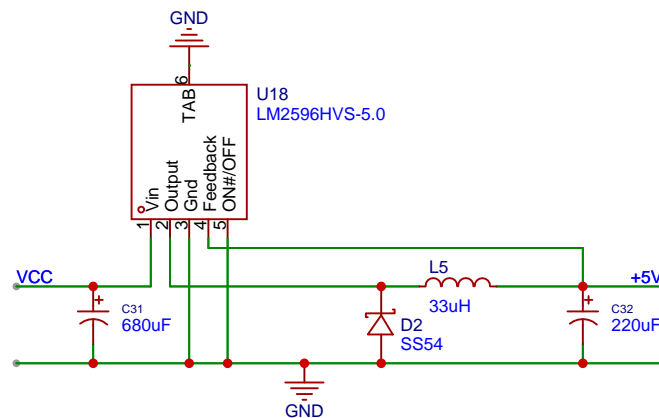 GND
U18
LM2596HVS-5.0
TAB
6
Vin
Output
Gnd
Feedback
ON#/OFF
1
2
3
4
5
VCC
L5
+5V
+
C31
680uF
33uH
D2
SS54
+
C32
220uF
GND